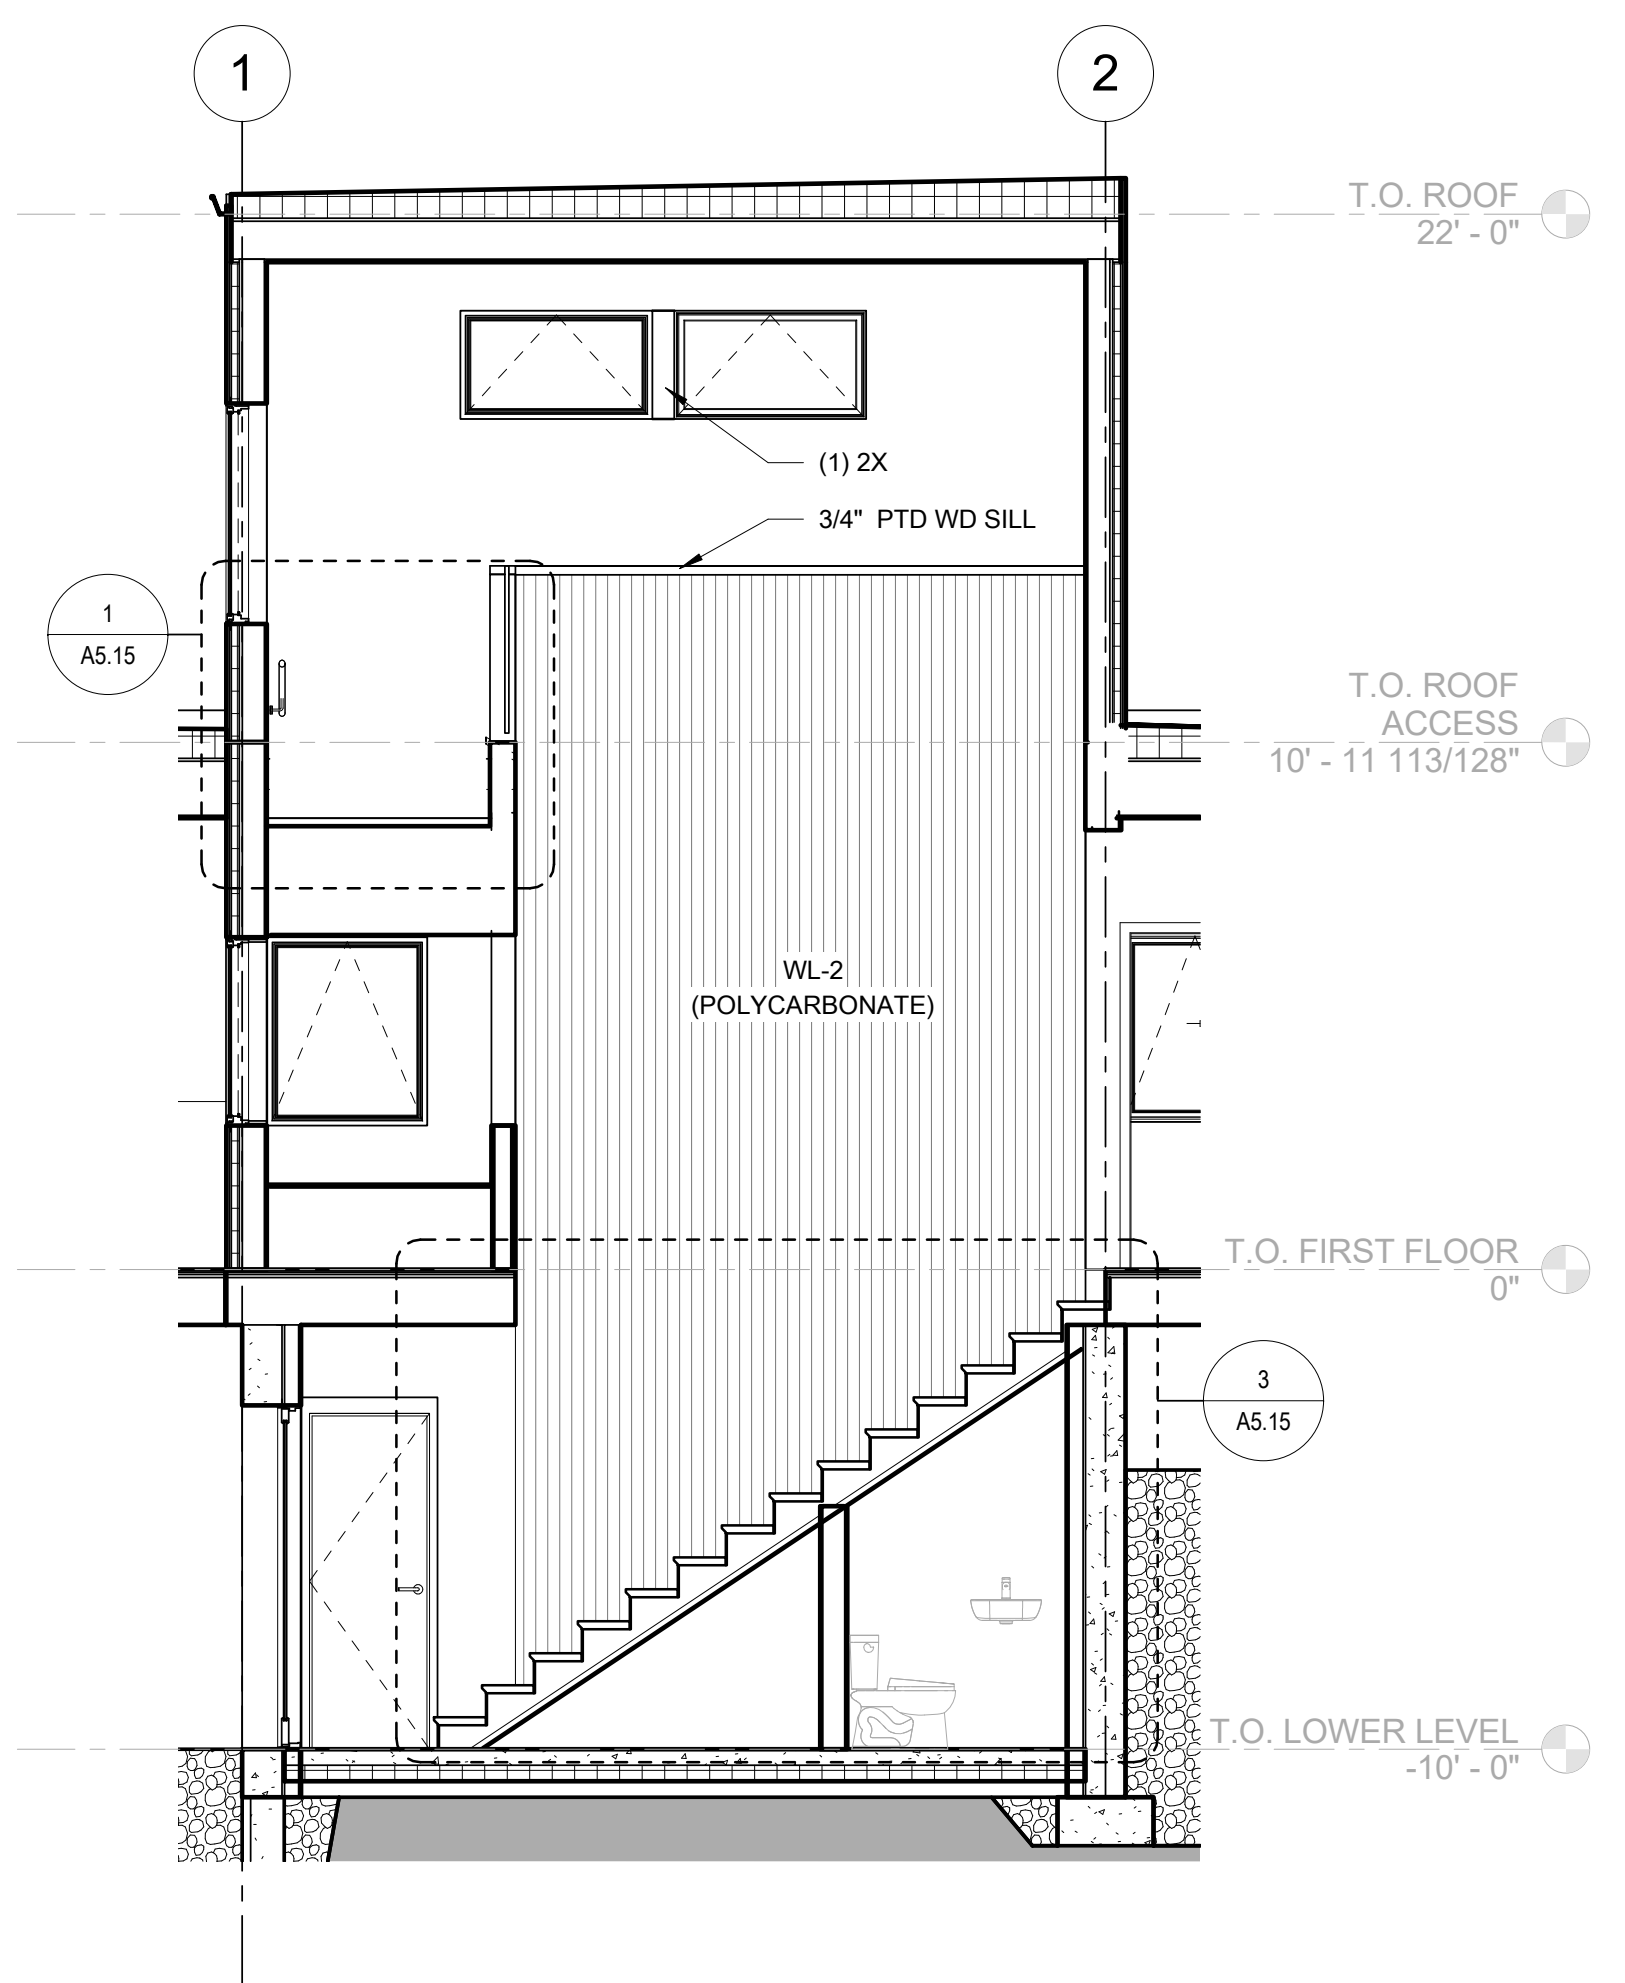 1
2
T.O. ROOF
22' - 0"
(1) 2X
3/4" PTD WD SILL
1
A5.15
T.O. ROOF
ACCESS
10' - 11 113/128"
WL-2
(POLYCARBONATE)
T.O. FIRST FLOOR
0"
3
A5.15
T.O. LOWER LEVEL
-10' - 0"